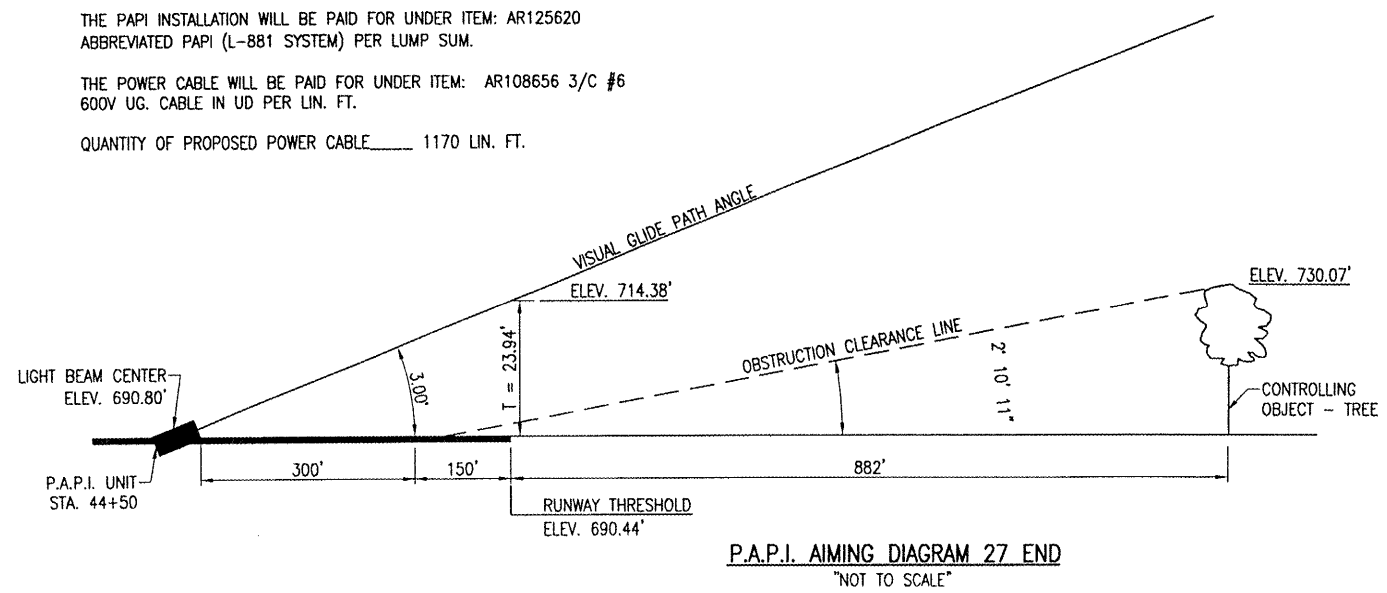 THE PAPI INSTALLATION WILL BE PAID FOR UNDER ITEM: AR125620
ABBREVIATED PAPI (L-881 SYSTEM) PER LUMP SUM.
THE POWER CABLE WILL BE PAID FOR UNDER ITEM: AR108656 3/C #6
600V UG. CABLE IN UD PER LIN. FT.
QUANTITY OF PROPOSED POWER CABLE____ 1170 LIN. FT.
VISUAL GLIDE PATH ANGLE
ELEV. 714.38'
ELEV. 730.07'
OBSTRUCTION CLEARANCE LINE
2° 10' 11"
T = 23.94'
3.00°
LIGHT BEAM CENTER
ELEV. 690.80'
CONTROLLING
OBJECT - TREE
P.A.P.I. UNIT
STA. 44+50
300'
150'
882'
RUNWAY THRESHOLD
ELEV. 690.44'
P.A.P.I. AIMING DIAGRAM 27 END
"NOT TO SCALE"